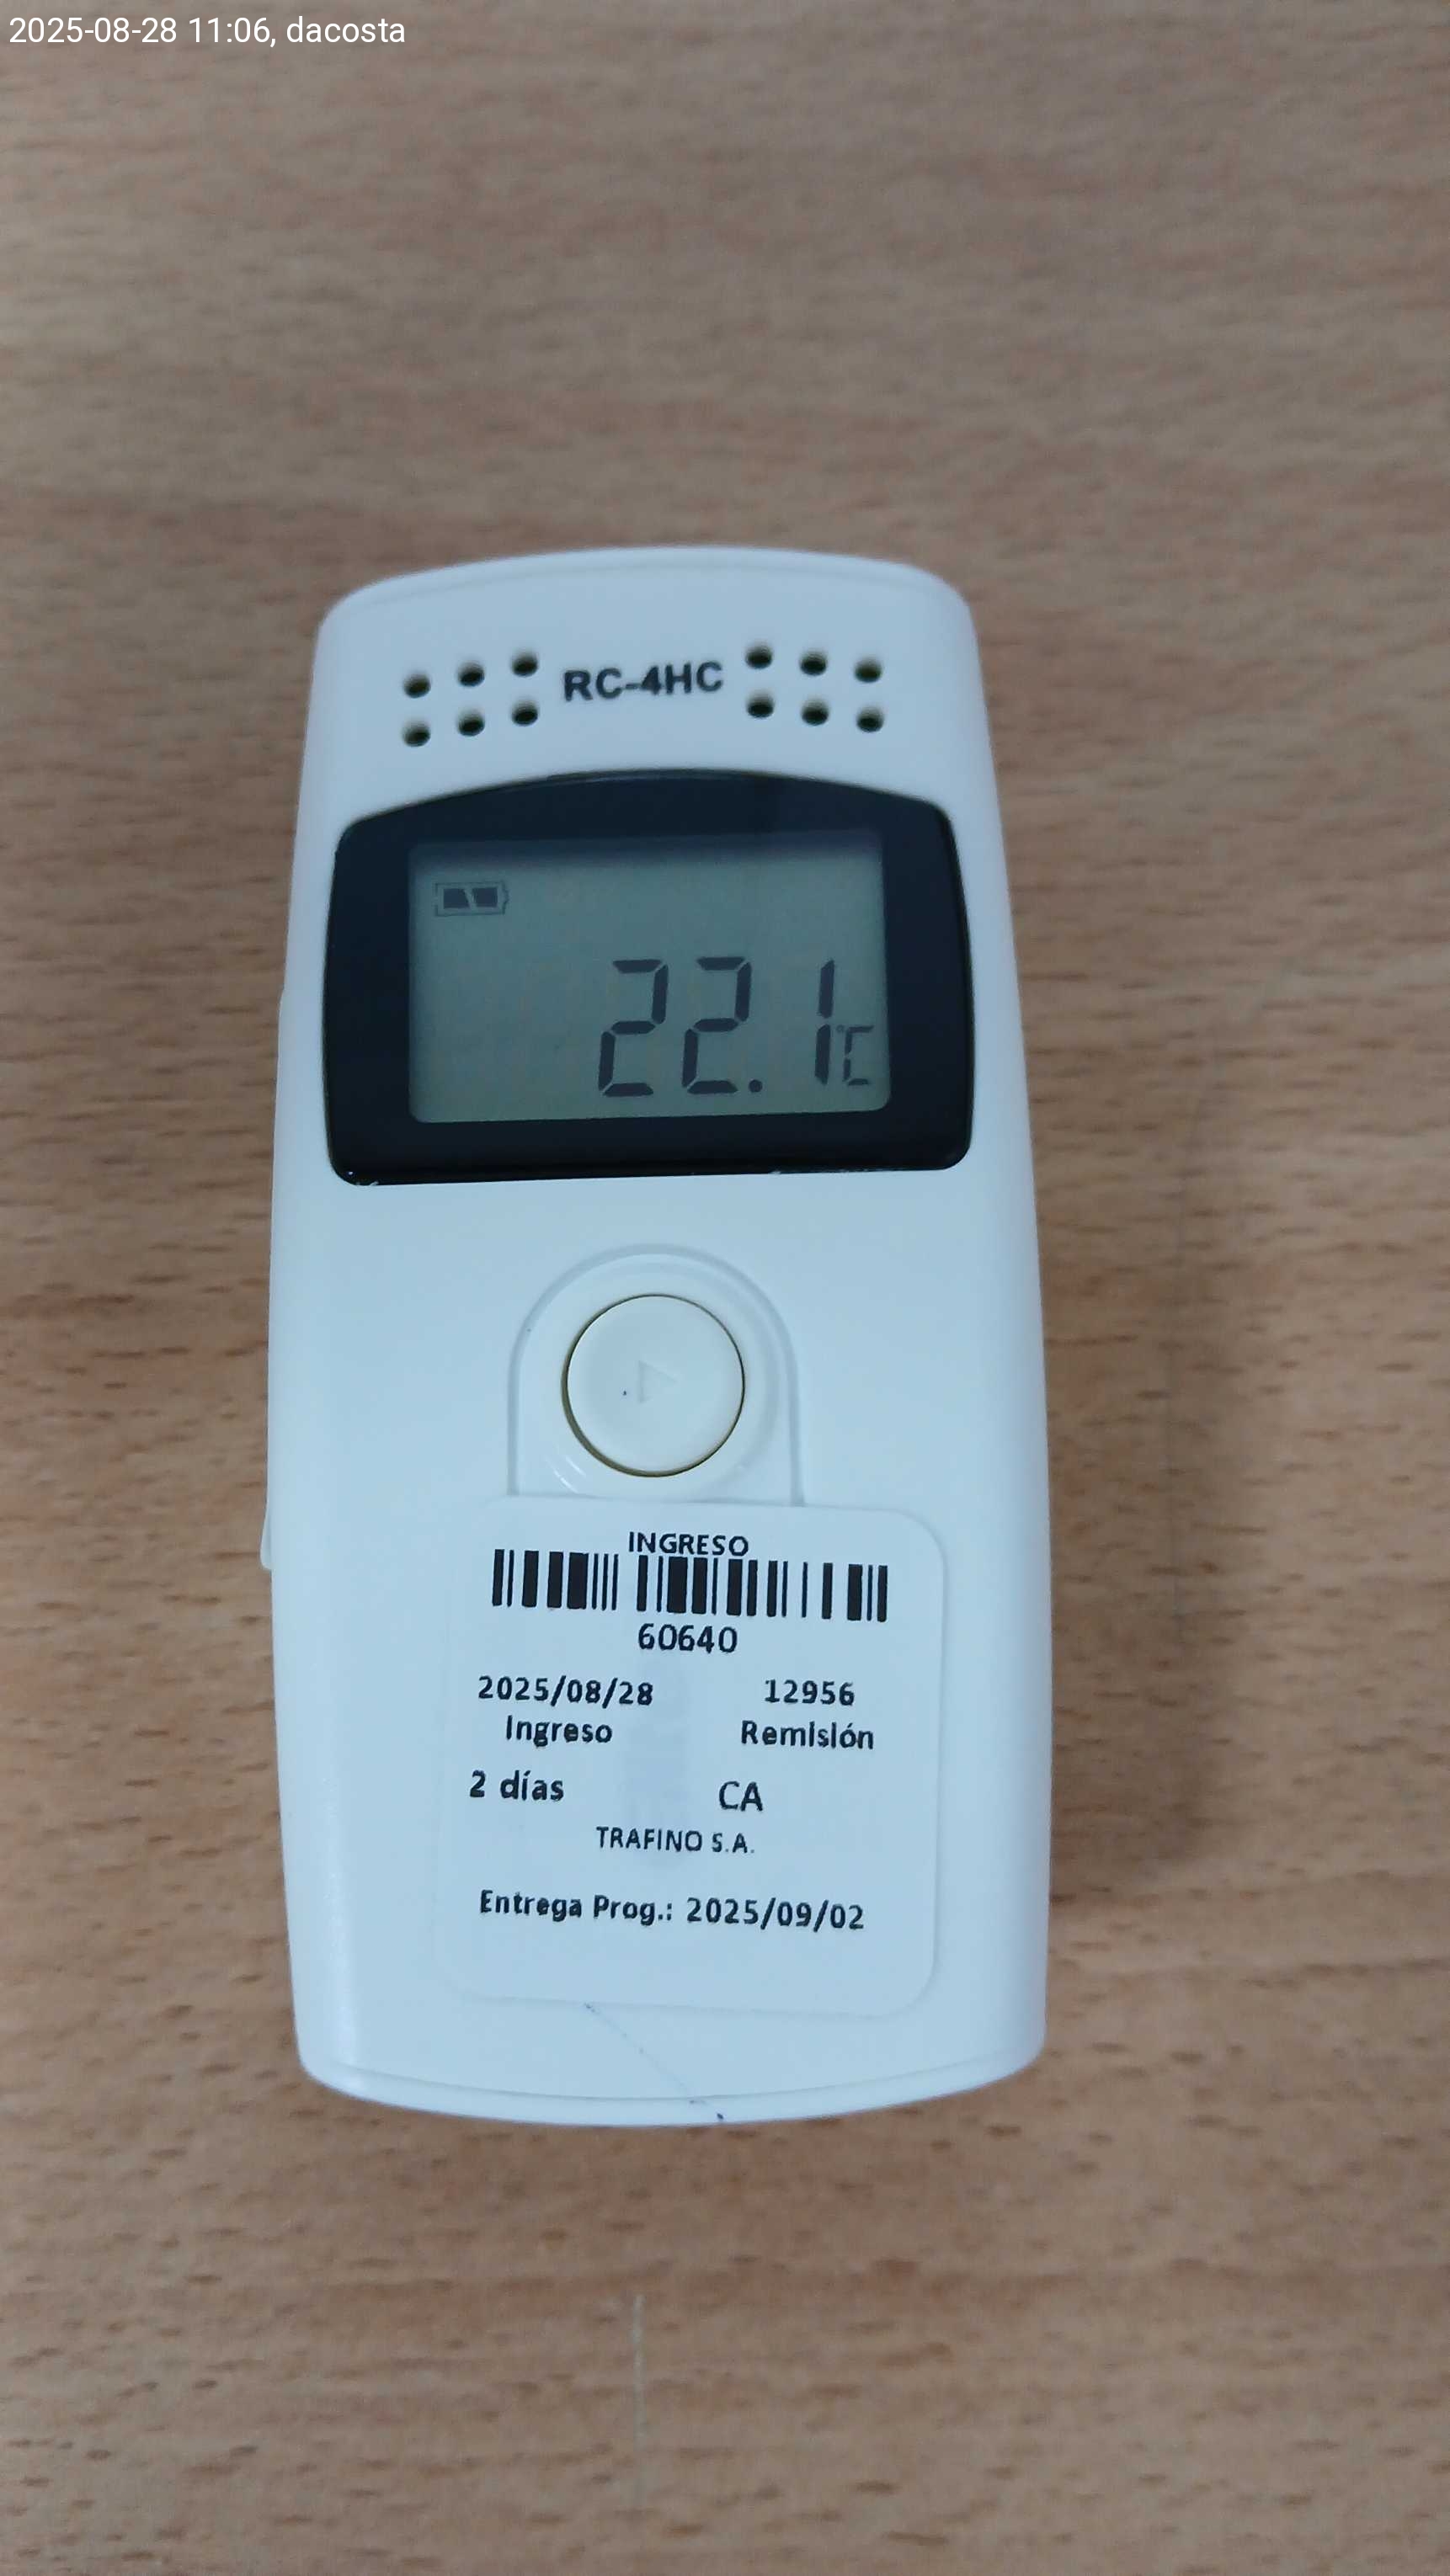 2025-08-28 11:06, dacosta
RC-4HC
22.1°C
INGRESO
60640
2025/08/28 12956
Ingreso Remisión
2 días CA
TRAFINO S.A.
Entrega Prog.: 2025/09/02